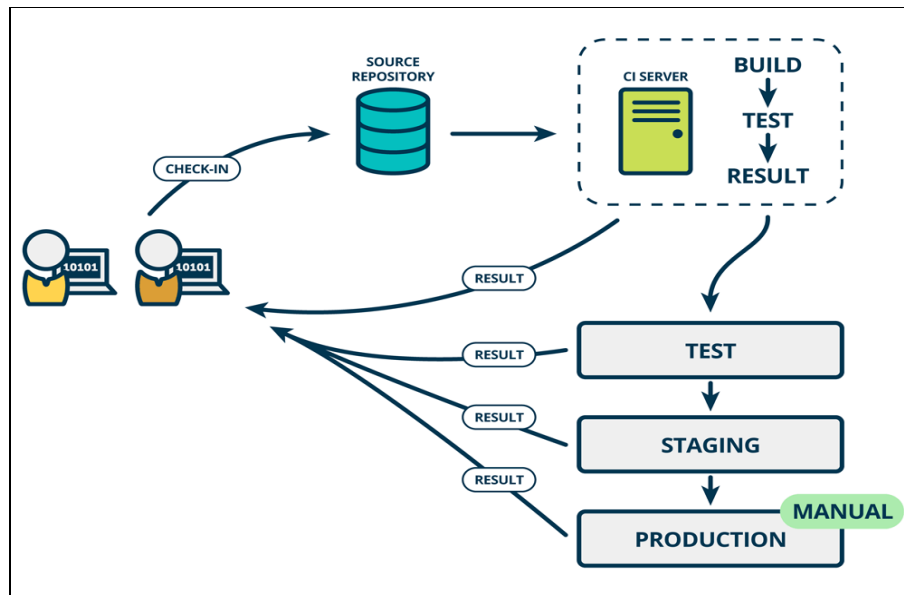 SOURCE
REPOSITORY
CI SERVER
BUILD
TEST
RESULT
CHECK-IN
10101
10101
RESULT
RESULT
TEST
RESULT
STAGING
RESULT
MANUAL
PRODUCTION